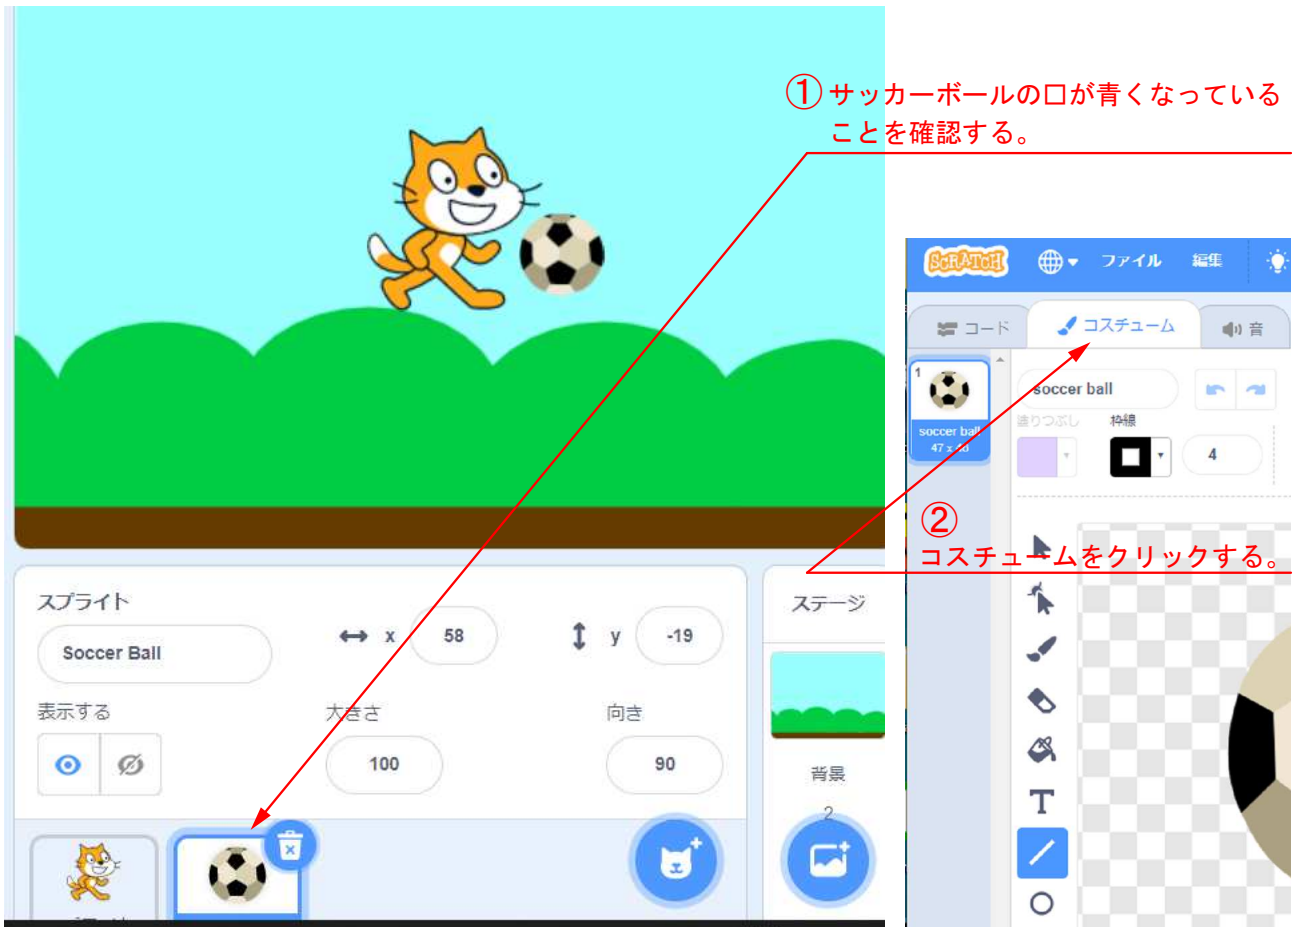 ① サッカーボールの口が青くなっている
ことを確認する。
SCRATCH
ファイル
編集
コード
コスチューム
音
1
soccer ball
soccer ball
塗りつぶし
枠線
4
②
コスチュームをクリックする。
スプライト
Soccer Ball
x
58
y
-19
表示する
大きさ
100
向き
90
ステージ
背景
2
T